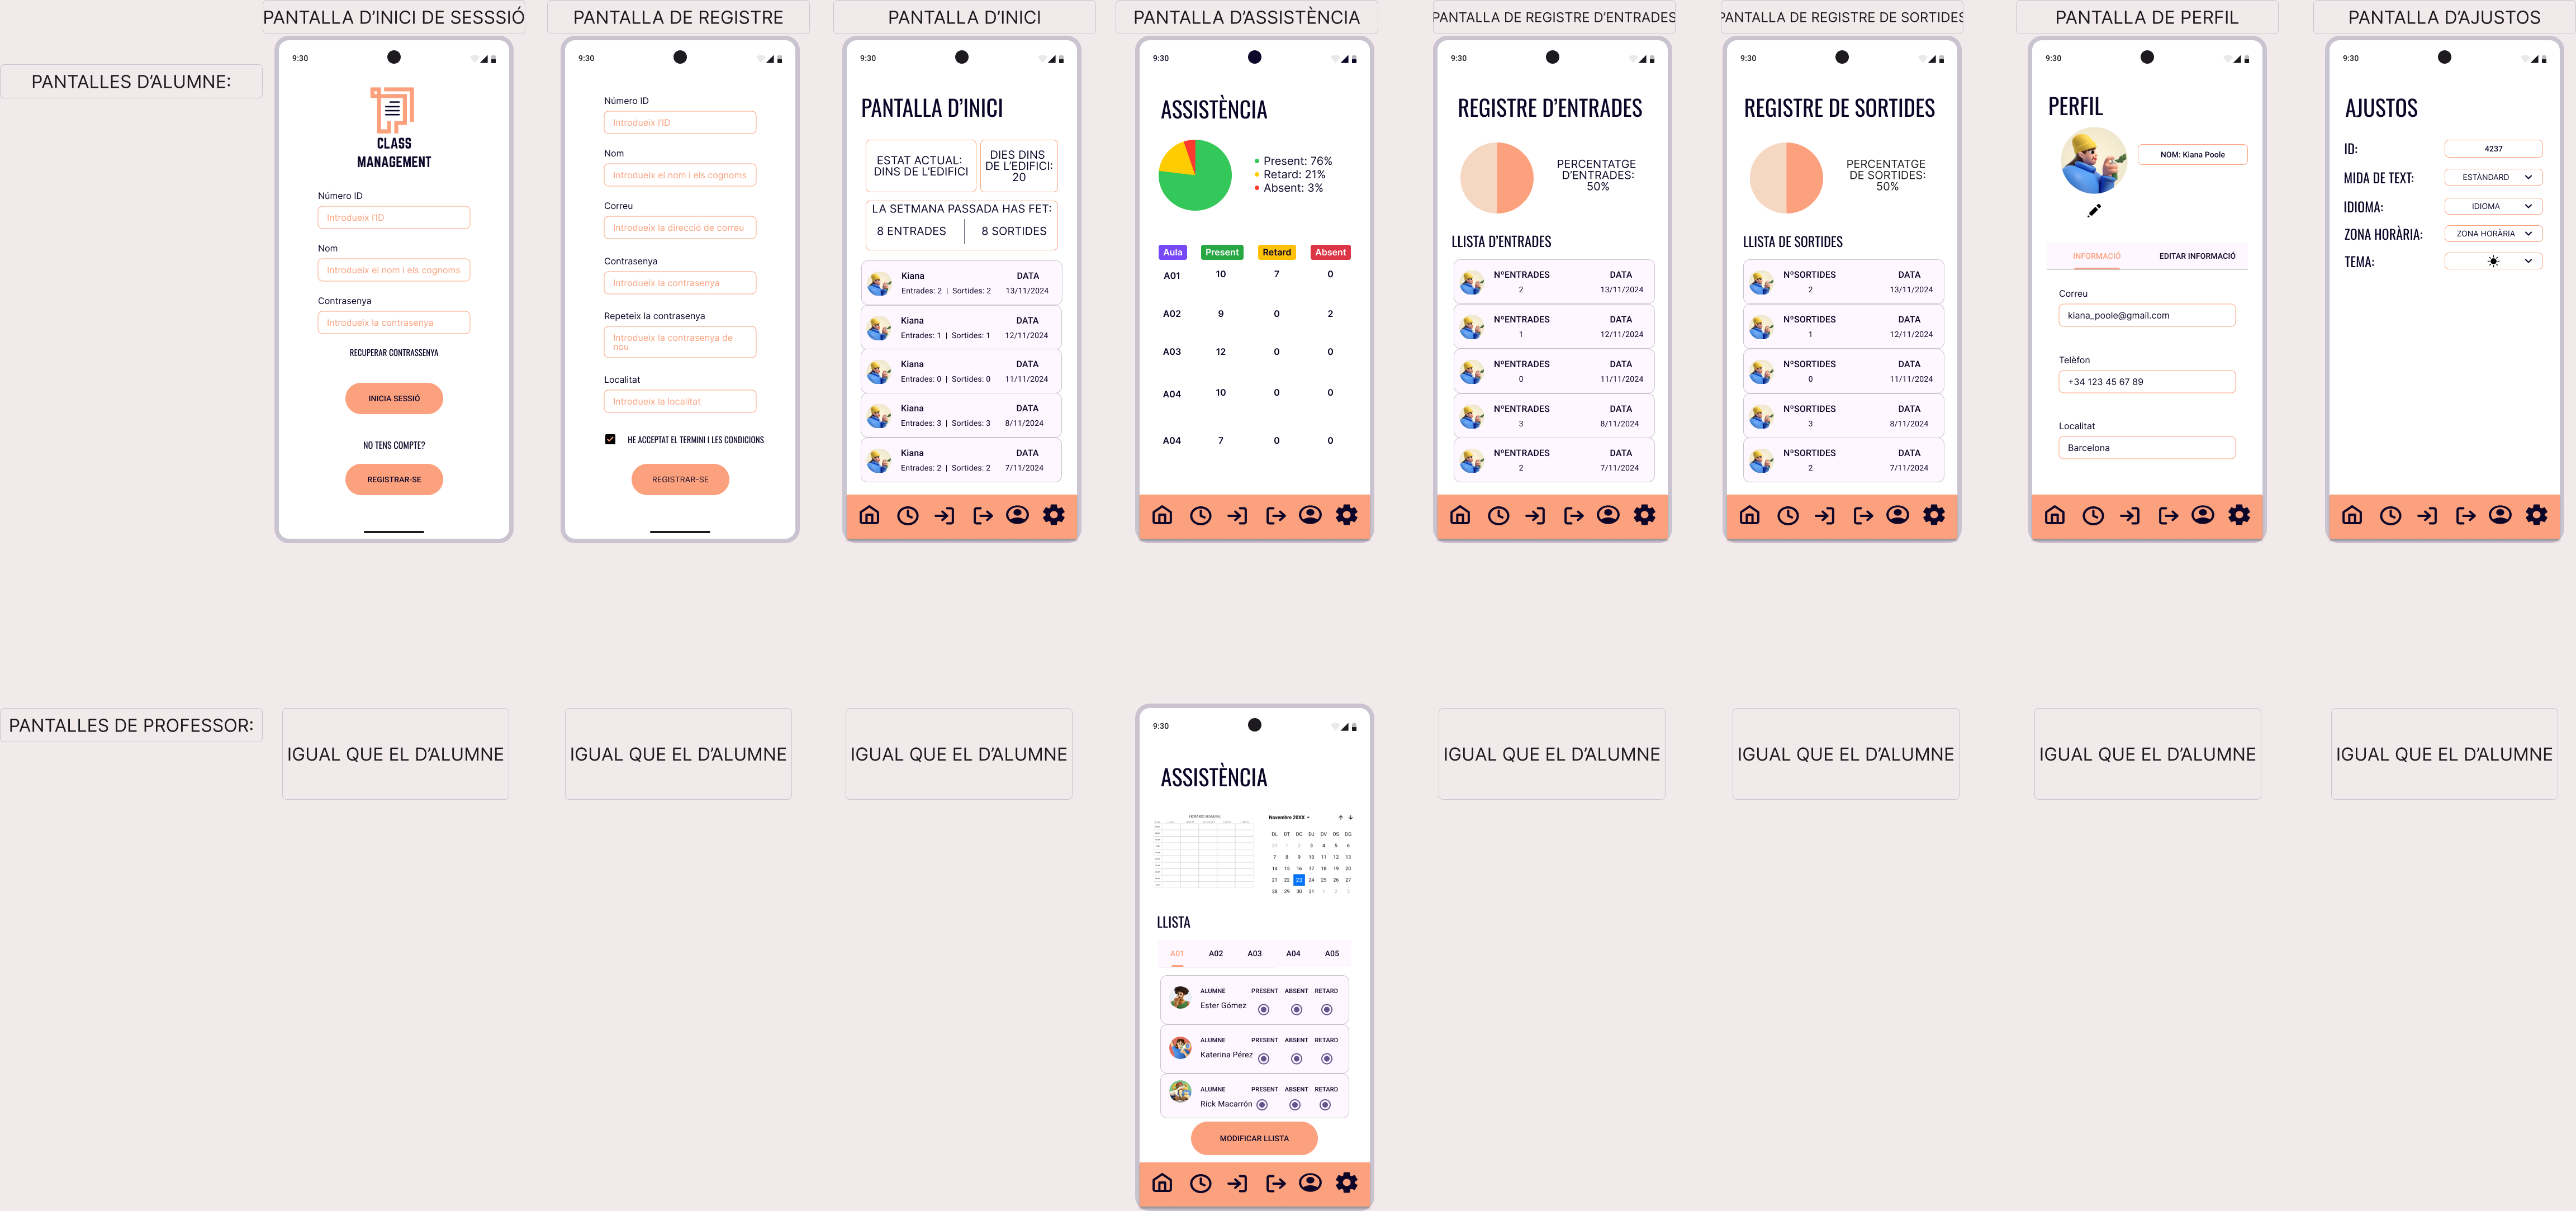 PANTALLA D'INICI DE SESSSIÓ
PANTALLA DE REGISTRE
PANTALLA D'INICI
PANTALLA D'ASSISTÈNCIA
PANTALLA DE REGISTRE D'ENTRADES
PANTALLA DE REGISTRE DE SORTIDES
PANTALLA DE PERFIL
PANTALLA D'AJUSTOS
PANTALLES D'ALUMNE:
9:30
CLASS
MANAGEMENT
Número ID
Introdueix l'ID
Nom
Introdueix el nom i els cognoms
Contrasenya
Introdueix la contrasenya
RECUPERAR CONTRASSENYA
INICIA SESSIÓ
NO TENS COMPTE?
REGISTRAR-SE
9:30
Número ID
Introdueix l'ID
Nom
Introdueix el nom i els cognoms
Correu
Introdueix la direcció de correu
Contrasenya
Introdueix la contrasenya
Repeteix la contrasenya
Introdueix la contrasenya de
nou
Localitat
Introdueix la localitat
HE ACCEPTAT EL TERMINI I LES CONDICIONS
REGISTRAR-SE
9:30
PANTALLA D'INICI
ESTAT ACTUAL:
DINS DE L'EDIFICI
DIES DINS
DE L'EDIFICI:
20
LA SETMANA PASSADA HAS FET:
8 ENTRADES
8 SORTIDES
Kiana DATA
Entrades: 2 | Sortides: 2 13/11/2024
Kiana DATA
Entrades: 1 | Sortides: 1 12/11/2024
Kiana DATA
Entrades: 0 | Sortides: 0 11/11/2024
Kiana DATA
Entrades: 3 | Sortides: 3 8/11/2024
Kiana DATA
Entrades: 2 | Sortides: 2 7/11/2024
9:30
ASSISTÈNCIA
Present: 76%
Retard: 21%
Absent: 3%
Aula Present Retard Absent
A01 10 7 0
A02 9 0 2
A03 12 0 0
A04 10 0 0
A04 7 0 0
9:30
REGISTRE D'ENTRADES
PERCENTATGE
D'ENTRADES:
50%
LLISTA D'ENTRADES
NºENTRADES DATA
2 13/11/2024
NºENTRADES DATA
1 12/11/2024
NºENTRADES DATA
0 11/11/2024
NºENTRADES DATA
3 8/11/2024
NºENTRADES DATA
2 7/11/2024
9:30
REGISTRE DE SORTIDES
PERCENTATGE
DE SORTIDES:
50%
LLISTA DE SORTIDES
NºSORTIDES DATA
2 13/11/2024
NºSORTIDES DATA
1 12/11/2024
NºSORTIDES DATA
0 11/11/2024
NºSORTIDES DATA
3 8/11/2024
NºSORTIDES DATA
2 7/11/2024
9:30
PERFIL
NOM: Kiana Poole
INFORMACIÓ EDITAR INFORMACIÓ
Correu
kiana_poole@gmail.com
Telèfon
+34 123 45 67 89
Localitat
Barcelona
9:30
AJUSTOS
ID: 4237
MIDA DE TEXT: ESTÀNDARD
IDIOMA: IDIOMA
ZONA HORÀRIA: ZONA HORÀRIA
TEMA:
PANTALLES DE PROFESSOR:
IGUAL QUE EL D'ALUMNE
IGUAL QUE EL D'ALUMNE
IGUAL QUE EL D'ALUMNE
9:30
ASSISTÈNCIA
Novembre 20XX
DL DT DC DJ DV DS DG
31 1 2 3 4 5 6
7 8 9 10 11 12 13
14 15 16 17 18 19 20
21 22 23 24 25 26 27
28 29 30 31 1 2 3
LLISTA
A01 A02 A03 A04 A05
ALUMNE PRESENT ABSENT RETARD
Ester Gómez
ALUMNE PRESENT ABSENT RETARD
Katerina Pérez
ALUMNE PRESENT ABSENT RETARD
Rick Macarrón
MODIFICAR LLISTA
IGUAL QUE EL D'ALUMNE
IGUAL QUE EL D'ALUMNE
IGUAL QUE EL D'ALUMNE
IGUAL QUE EL D'ALUMNE